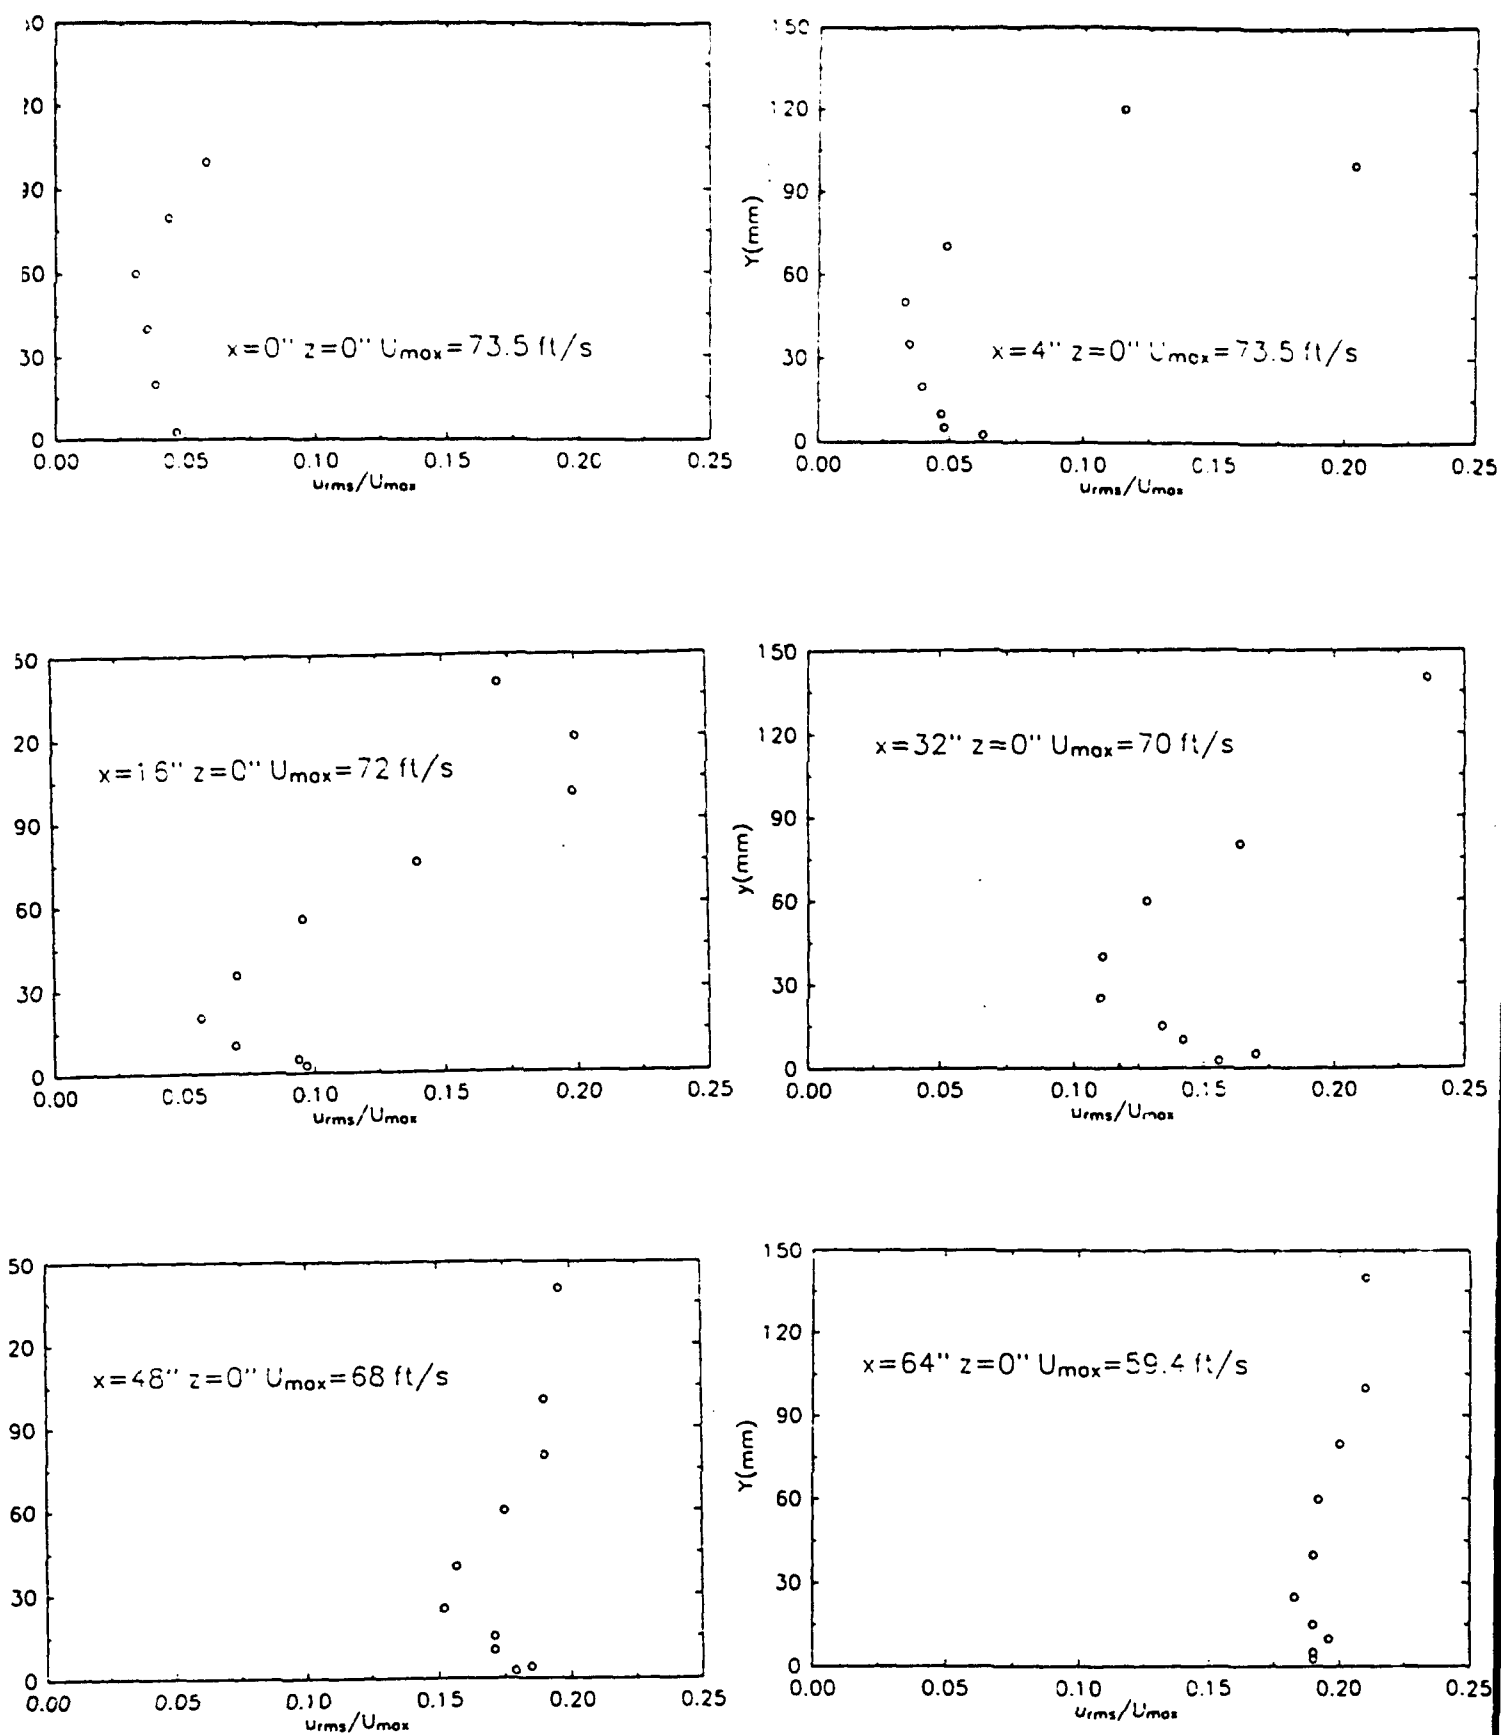 150
20 120
90 90
60 Y(mm) 60
x=0" z=0" Umax=73.5 ft/s x=4" z=0" Umax=73.5 ft/s
30 30
0 0
0.00 0.05 0.10 0.15 0.20 0.25 0.00 0.05 0.10 0.15 0.20 0.25
urms/Umax urms/Umax
50 150
20 120
x=16" z=0" Umax=72 ft/s x=32" z=0" Umax=70 ft/s
90 90
60 y(mm) 60
30 30
0 0
0.00 0.05 0.10 0.15 0.20 0.25 0.00 0.05 0.10 0.15 0.20 0.25
urms/Umax urms/Umax
50 150
20 120
x=48" z=0" Umax=68 ft/s x=64" z=0" Umax=59.4 ft/s
90 90
60 Y(mm) 60
30 30
0 0
0.00 0.05 0.10 0.15 0.20 0.25 0.00 0.05 0.10 0.15 0.20 0.25
urms/Umax urms/Umax